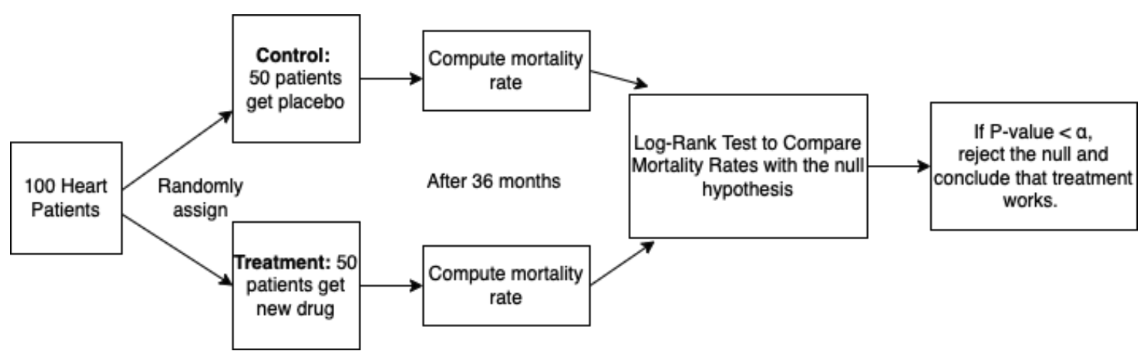 100 Heart
Patients
Randomly
assign
Control:
50 patients
get placebo
Treatment: 50
patients get
new drug
Compute mortality
rate
After 36 months
Compute mortality
rate
Log-Rank Test to Compare
Mortality Rates with the null
hypothesis
If P-value < α,
reject the null and
conclude that treatment
works.